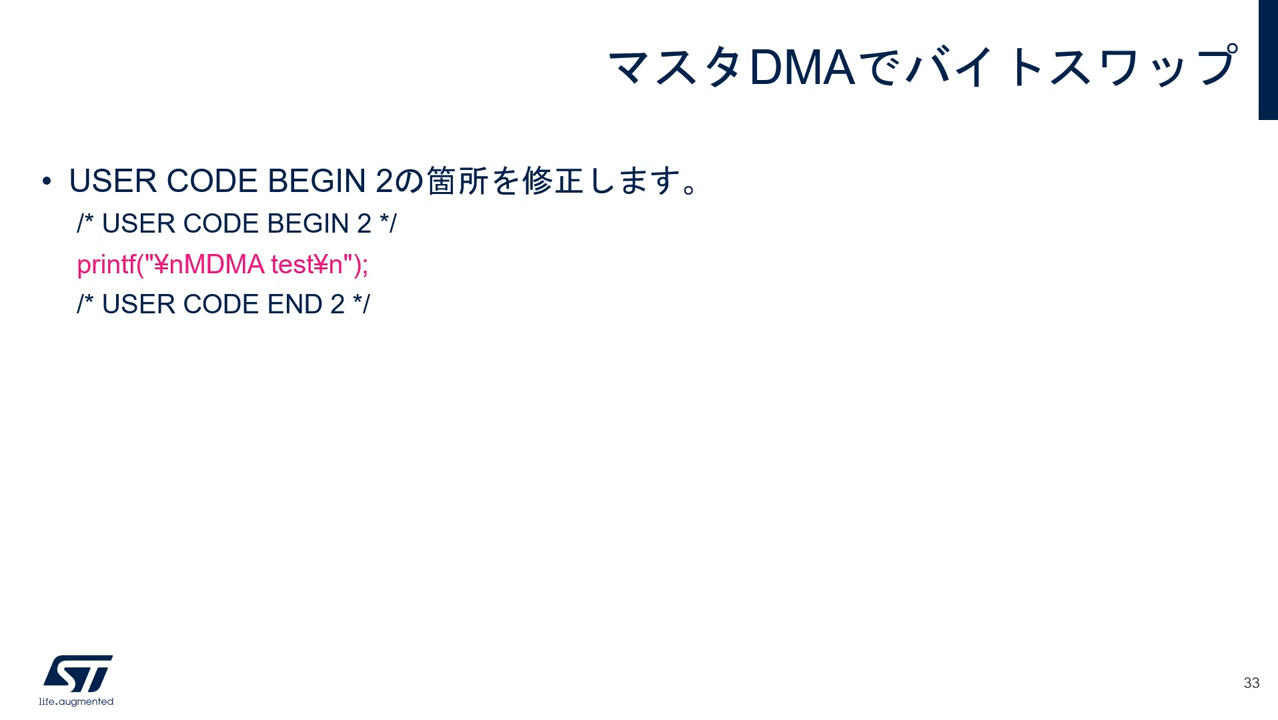 マスタDMAでバイトスワップ
• USER CODE BEGIN 2の箇所を修正します。
/* USER CODE BEGIN 2 */
printf("¥nMDMA test¥n");
/* USER CODE END 2 */
ST
life.augmented
33